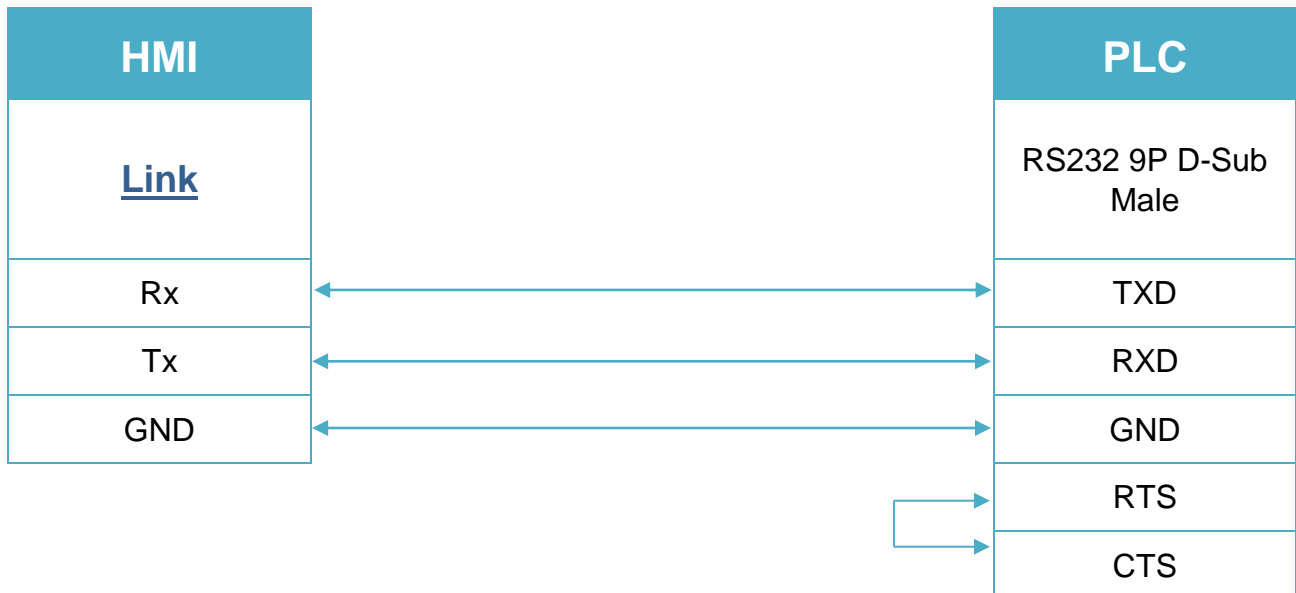 HMI PLC
Link
RS232 9P D-Sub
Male
Rx TXD
Tx RXD
GND GND
RTS
CTS